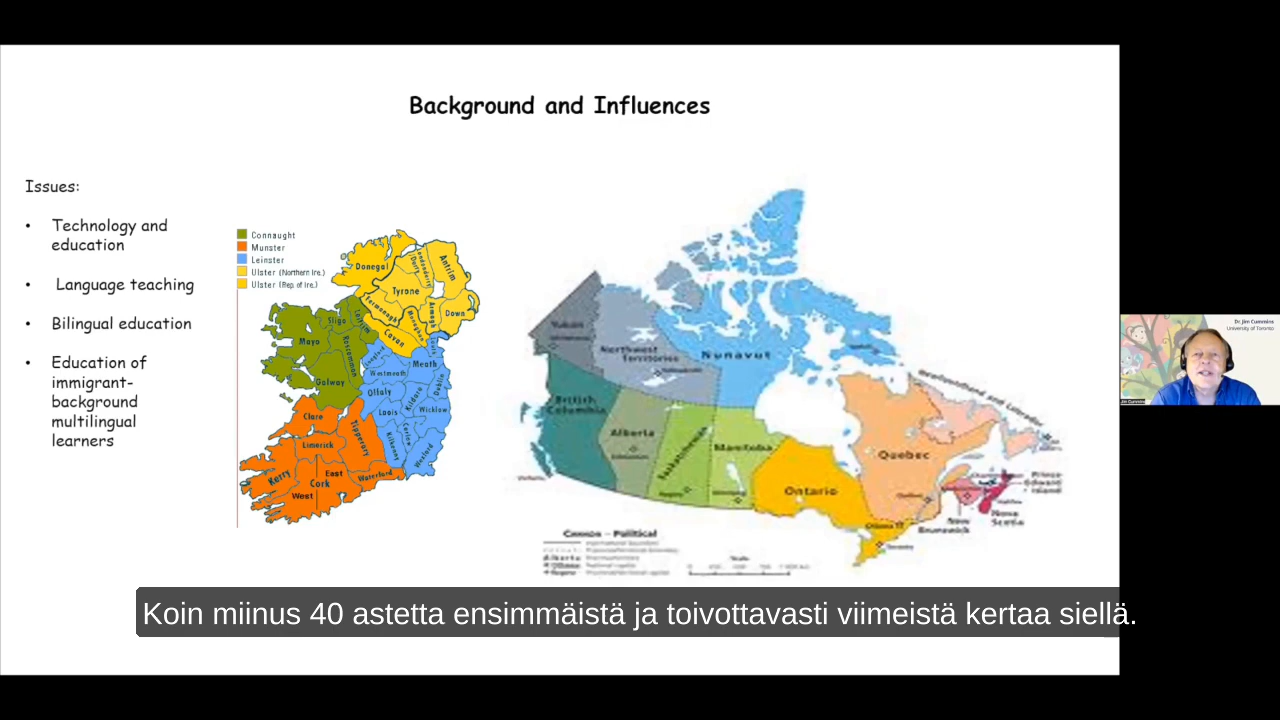 Background and Influences
Issues:
• Technology and
education
• Language teaching
• Bilingual education
• Education of
immigrant-
background
multilingual
learners
Connaught
Munster
Leinster
Ulster (Northern Ire.)
Ulster (Rep. of Ire.)
Donegal
Londonderry
Antrim
Tyrone
Fermanagh
Armagh
Down
Monaghan
Cavan
Sligo
Leitrim
Mayo
Roscommon
Galway
Longford
Louth
Meath
Westmeath
Offaly
Kildare
Dublin
Laois
Wicklow
Carlow
Kilkenny
Wexford
Clare
Tipperary
Limerick
Kerry
East
Cork
West
Waterford
Yukon
Northwest
Territories
Nunavut
British
Columbia
Alberta
Saskatchewan
Manitoba
Ontario
Quebec
Newfoundland and Labrador
Prince
Edward
Island
Nova
Scotia
New
Brunswick
Ottawa
Toronto
Canada - Political
Scale
Dr. Jim Cummins
University of Toronto
Jim Cummins
Koin miinus 40 astetta ensimmäistä ja toivottavasti viimeistä kertaa siellä.